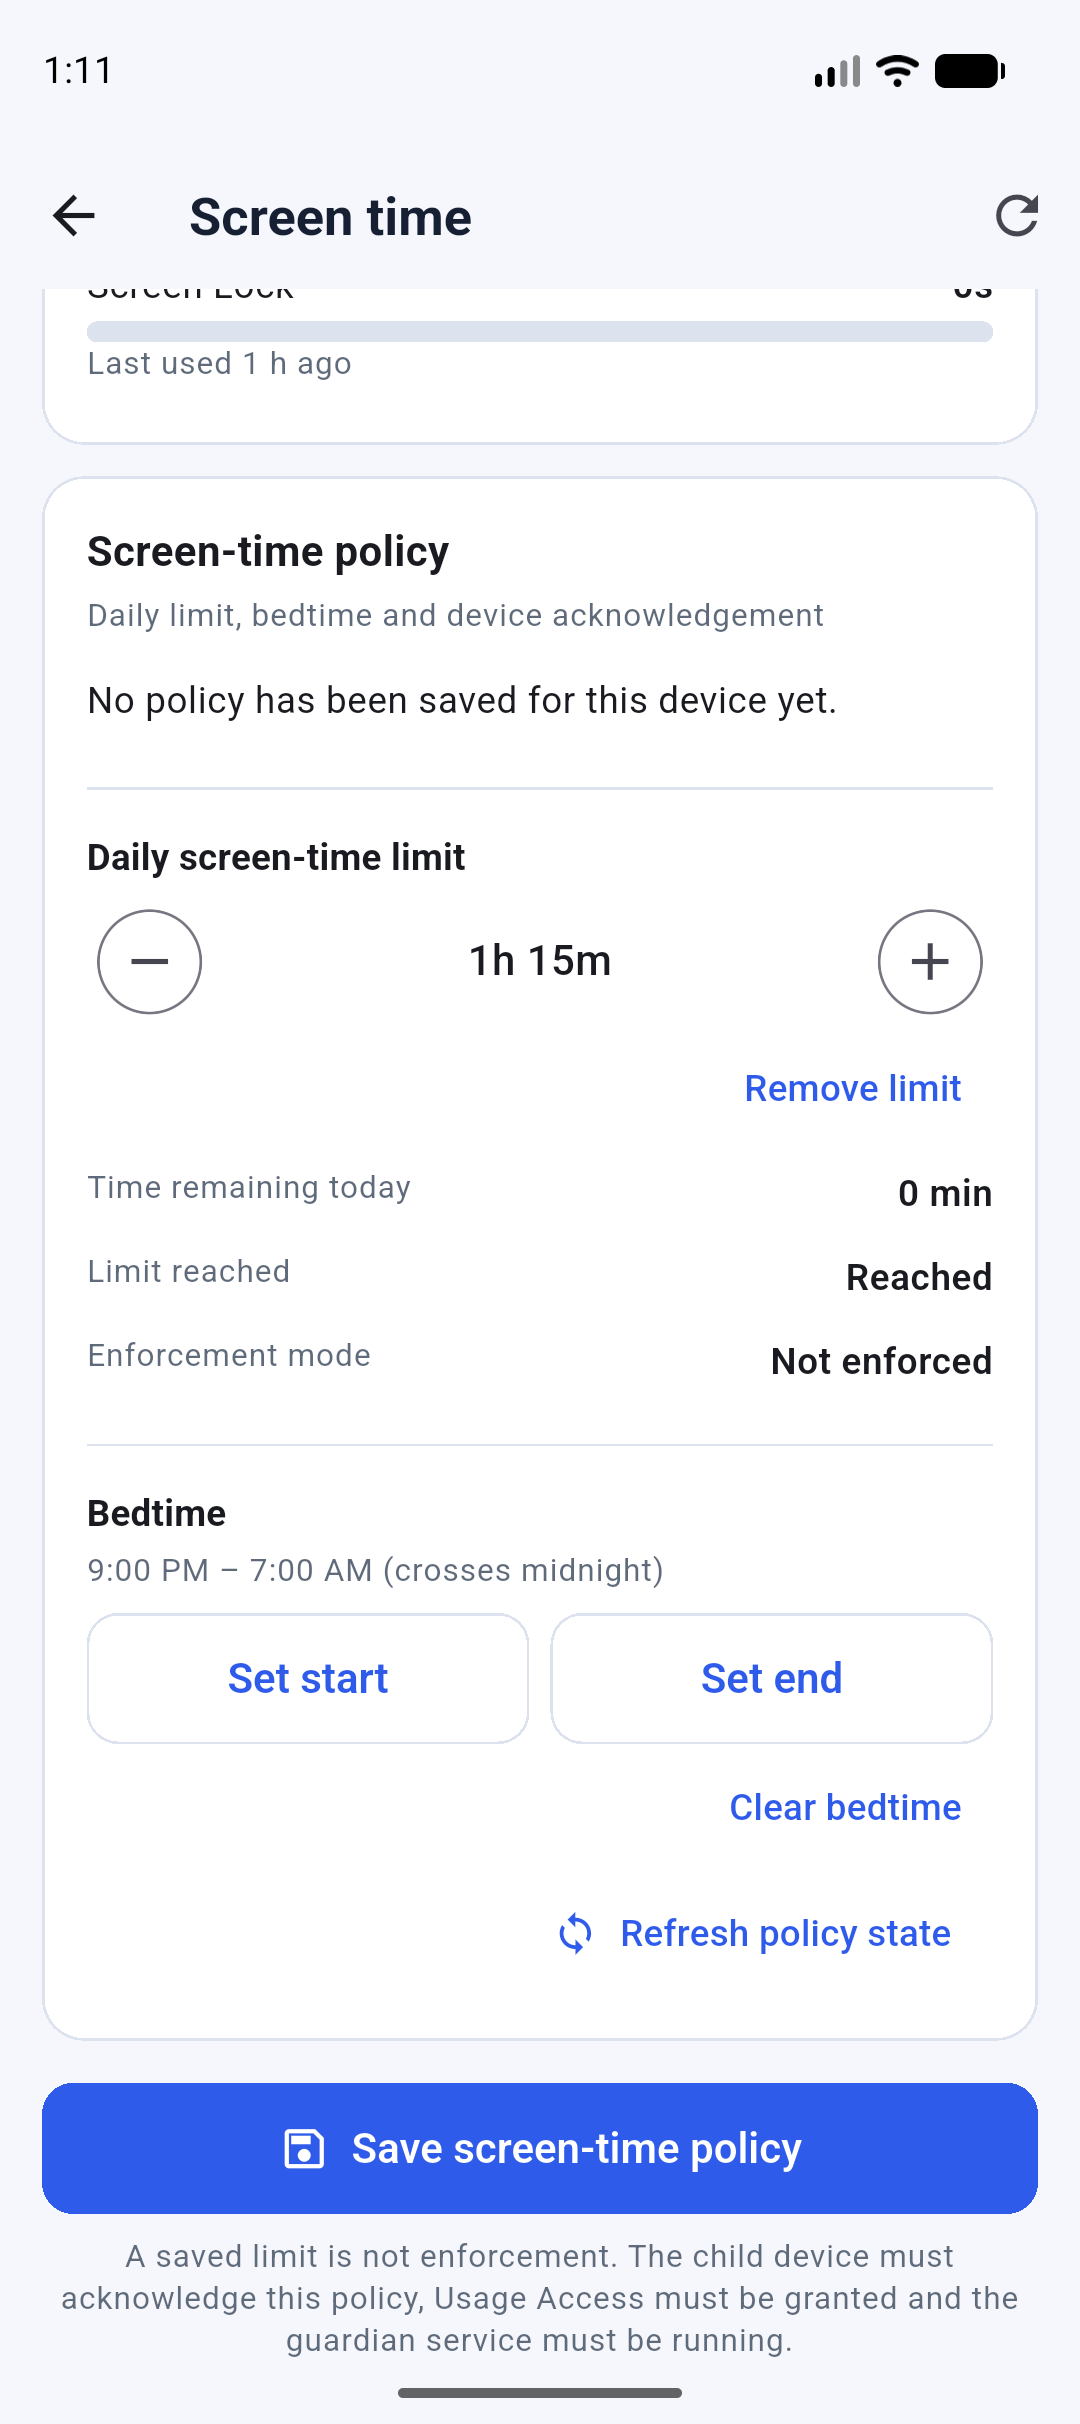 1:11
Screen time
Screen Lock
0s
Last used 1 h ago
Screen-time policy
Daily limit, bedtime and device acknowledgement
No policy has been saved for this device yet.
Daily screen-time limit
1h 15m
Remove limit
Time remaining today
0 min
Limit reached
Reached
Enforcement mode
Not enforced
Bedtime
9:00 PM – 7:00 AM (crosses midnight)
Set start
Set end
Clear bedtime
Refresh policy state
Save screen-time policy
A saved limit is not enforcement. The child device must
acknowledge this policy, Usage Access must be granted and the
guardian service must be running.